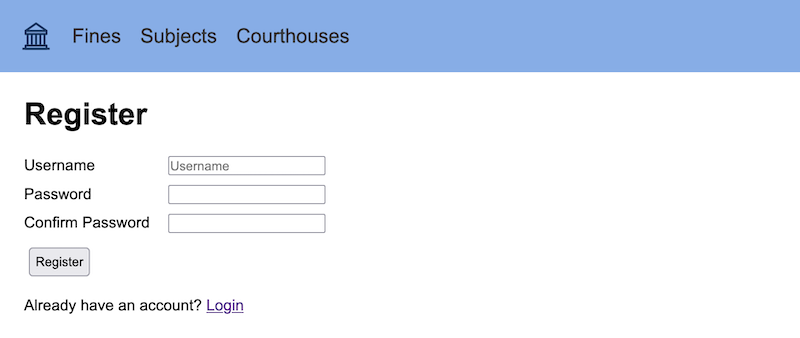 Fines Subjects Courthouses
Register
Username Username
Password
Confirm Password
Register
Already have an account? Login